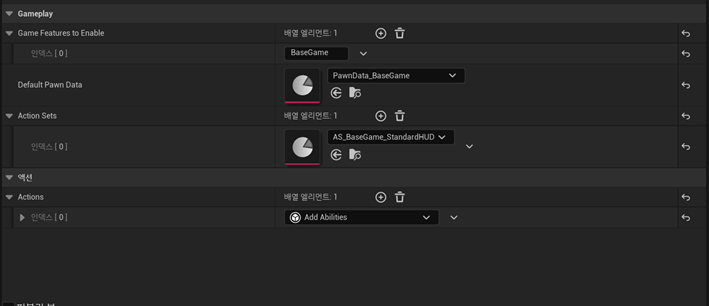 Gameplay
Game Features to Enable 배열 엘리먼트: 1
인덱스 [ 0 ] BaseGame
Default Pawn Data PawnData_BaseGame
Action Sets 배열 엘리먼트: 1
인덱스 [ 0 ] AS_BaseGame_StandardHUD
액션
Actions 배열 엘리먼트: 1
인덱스 [ 0 ] Add Abilities